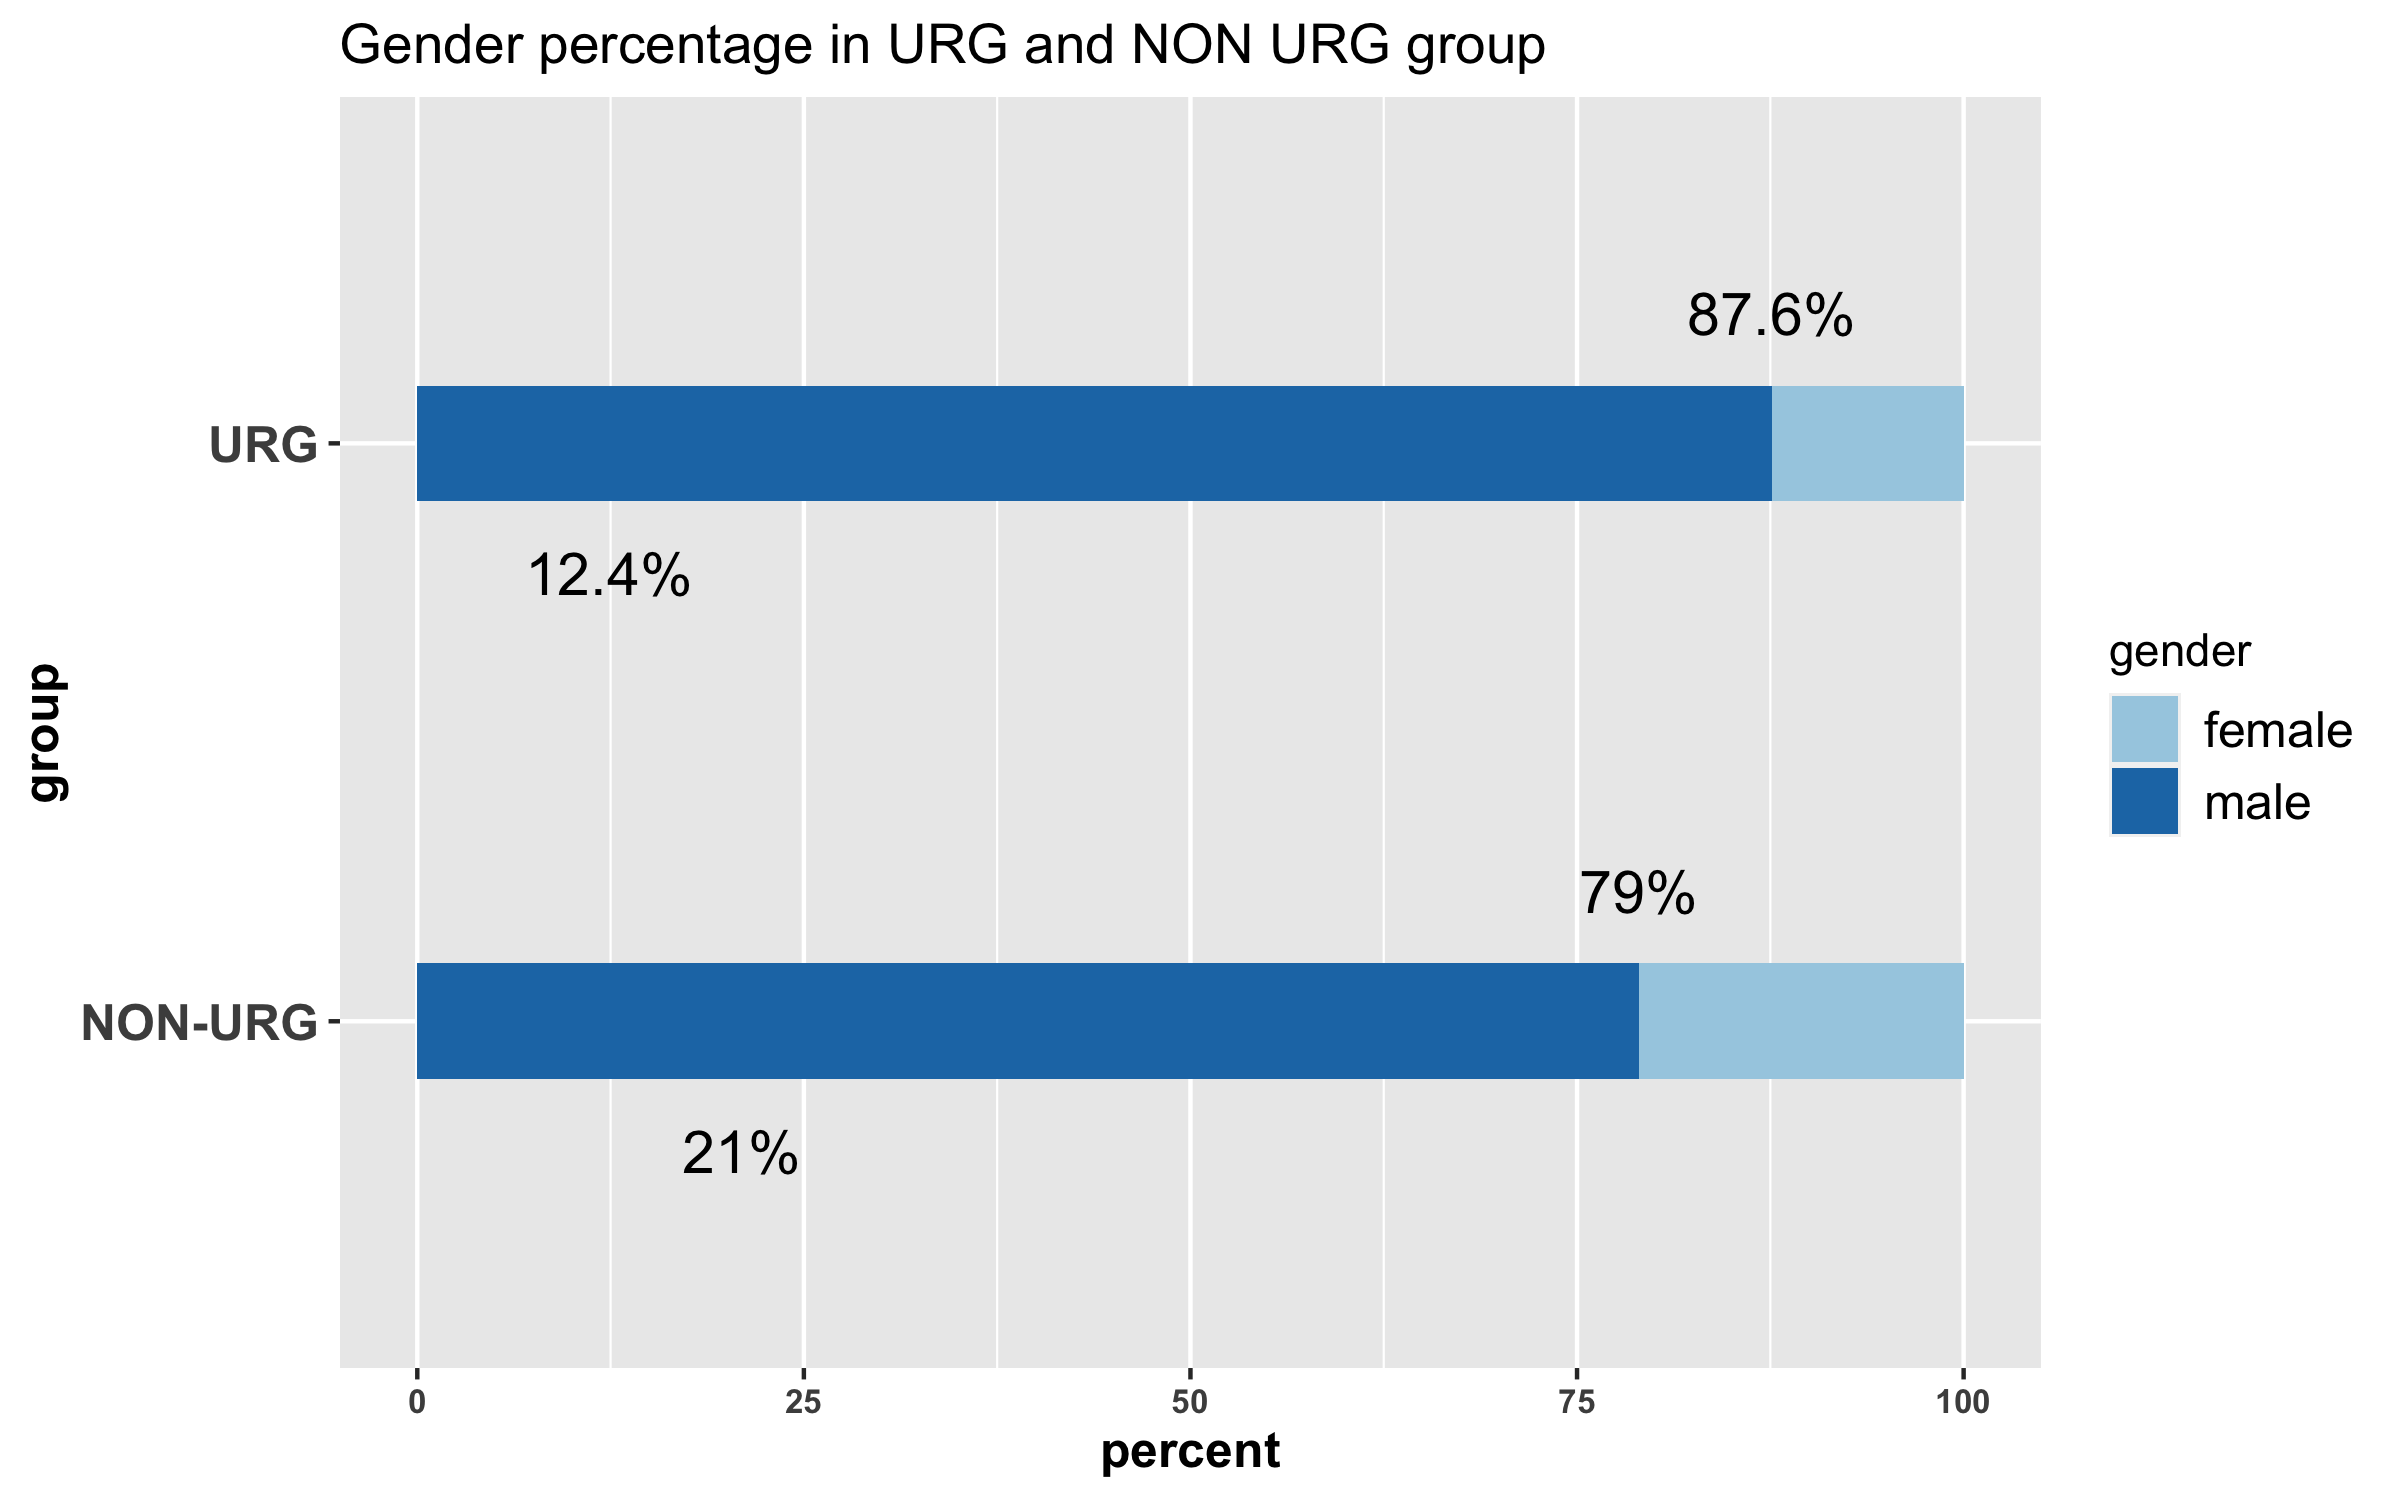 Gender percentage in URG and NON URG group
87.6%
URG
12.4%
group
gender
female
male
79%
NON-URG
21%
0 25 50 75 100
percent